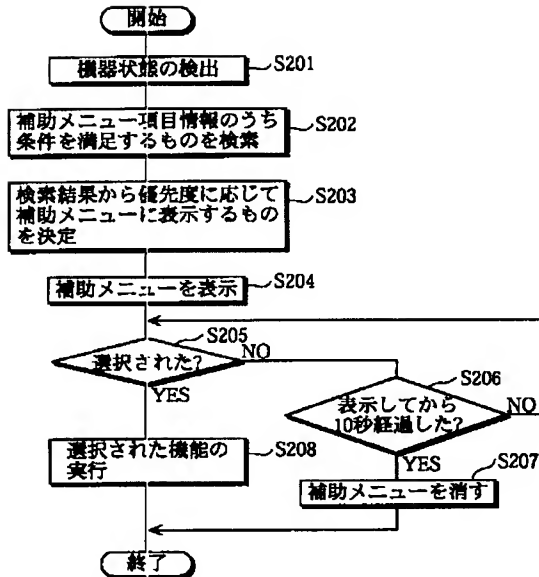 開始
機器状態の検出
S201
補助メニュー項目情報のうち
条件を満足するものを検索
S202
検索結果から優先度に応じて
補助メニューに表示するもの
を決定
S203
補助メニューを表示
S204
選択された?
S205
NO
YES
表示してから
10秒経過した?
S206
NO
YES
選択された機能の
実行
S208
補助メニューを消す
S207
終了